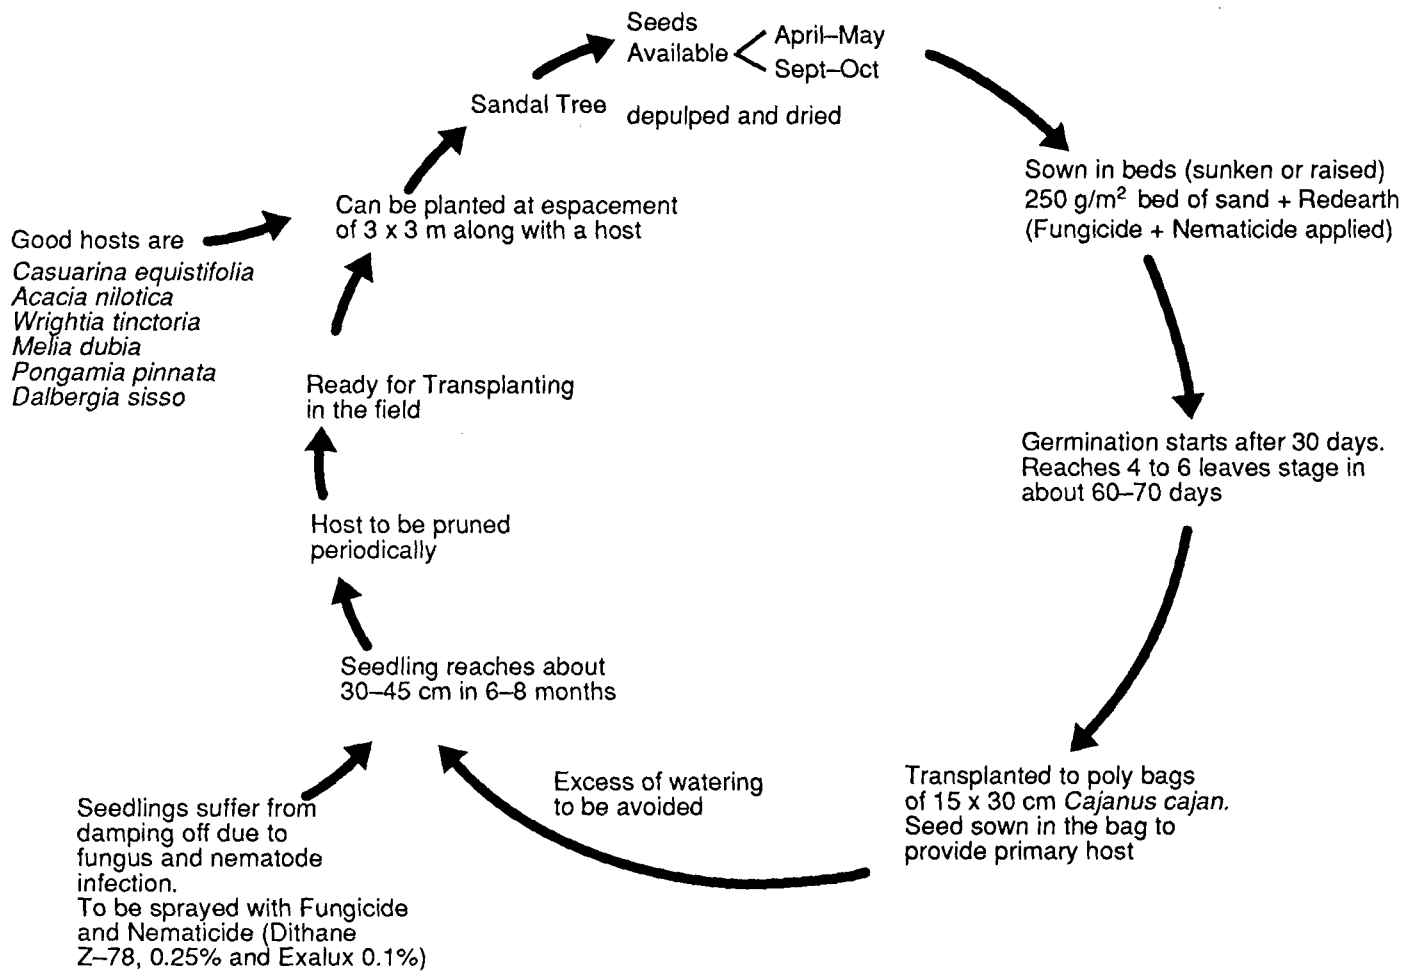 Seeds
Available
April–May
Sept–Oct
Sandal Tree
depulped and dried
Sown in beds (sunken or raised)
250 g/m² bed of sand + Redearth
(Fungicide + Nematicide applied)
Germination starts after 30 days.
Reaches 4 to 6 leaves stage in
about 60–70 days
Transplanted to poly bags
of 15 x 30 cm Cajanus cajan.
Seed sown in the bag to
provide primary host
Excess of watering
to be avoided
Seedlings suffer from
damping off due to
fungus and nematode
infection.
To be sprayed with Fungicide
and Nematicide (Dithane
Z–78, 0.25% and Exalux 0.1%)
Seedling reaches about
30–45 cm in 6–8 months
Host to be pruned
periodically
Ready for Transplanting
in the field
Can be planted at espacement
of 3 x 3 m along with a host
Good hosts are
Casuarina equistifolia
Acacia nilotica
Wrightia tinctoria
Melia dubia
Pongamia pinnata
Dalbergia sisso